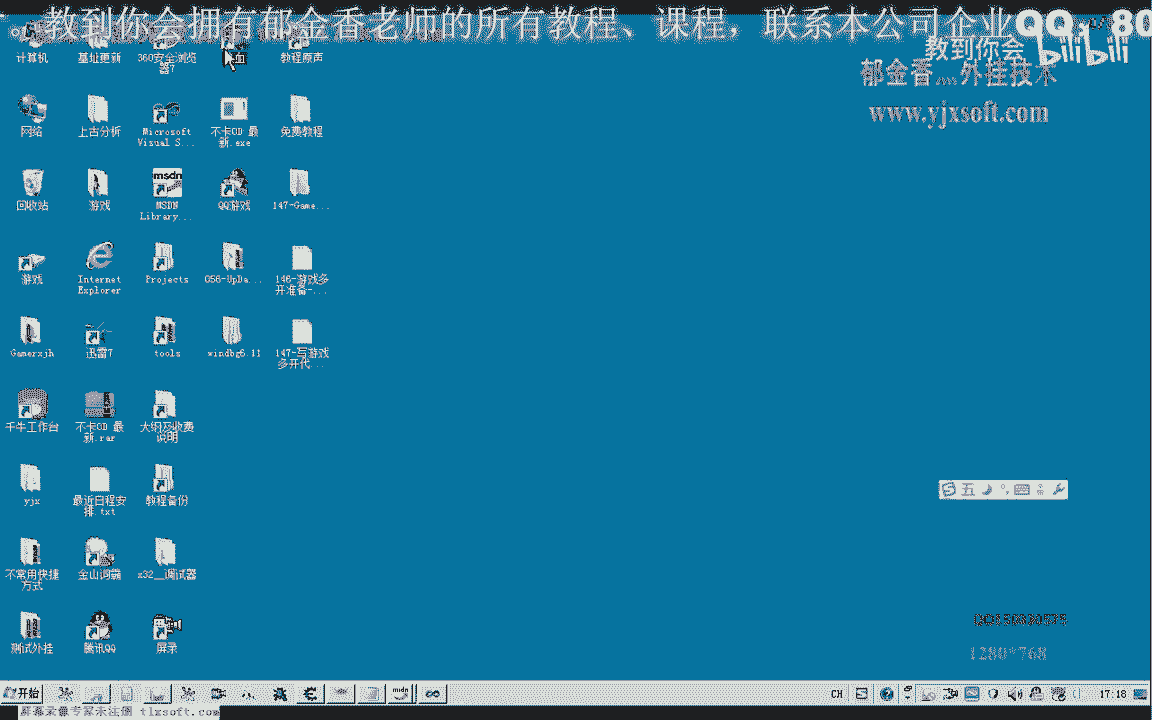 教到你会拥有郁金香老师的所有教程、课程，联系本公司企业QQ
教到你会
bilibili
郁金香灬外挂技术
www.yjxsoft.com
计算机
基址更新
360安全浏览
器7
教程原声
网络
上古分析
Microsoft
Visual S...
不卡OD 最
新.exe
免费教程
回收站
游戏
MSDN
Library...
QQ游戏
147-Game...
游戏
Internet
Explorer
Projects
056-UpDa...
146-游戏多
开准备-...
Gamerxjh
迅雷7
tools
windbg6.11
147-写游戏
多开代...
千牛工作台
不卡OD 最
新.rar
大纲及收费
说明
yjx
最近日程安
排.txt
教程备份
五
不常用快捷
方式
金山词霸
x32__调试器
测试外挂
腾讯QQ
屏录
QQ150330575
1280*768
开始
CH
17:18
屏幕录像专家未注册 tlxsoft.com